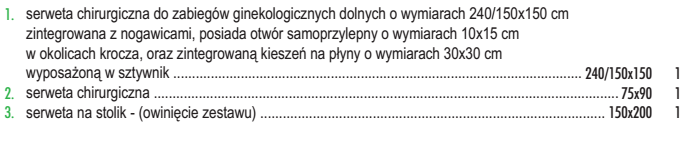 1. serweta chirurgiczna do zabiegów ginekologicznych dolnych o wymiarach 240/150x150 cm
zintegrowana z nogawicami, posiada otwór samoprzylepny o wymiarach 10x15 cm
w okolicach krocza, oraz zintegrowaną kieszeń na płyny o wymiarach 30x30 cm
wyposażoną w sztywnik ........................................................ 240/150x150 1
2. serweta chirurgiczna ........................................................ 75x90 1
3. serweta na stolik - (owinięcie zestawu) ........................................................ 150x200 1